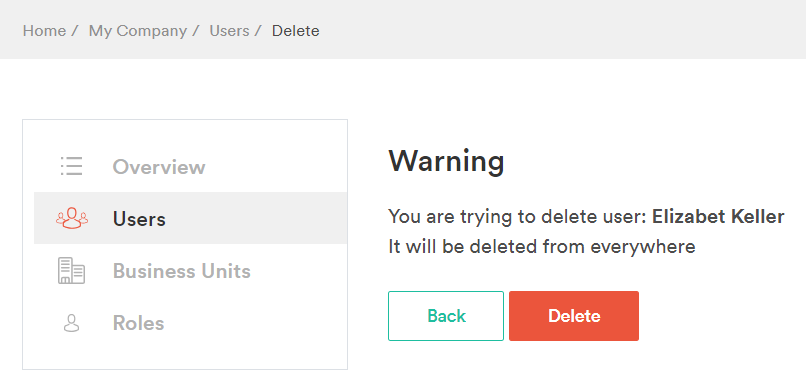 Home / My Company / Users / Delete
Overview
Users
Business Units
Roles
Warning
You are trying to delete user: Elizabet Keller
It will be deleted from everywhere
Back Delete